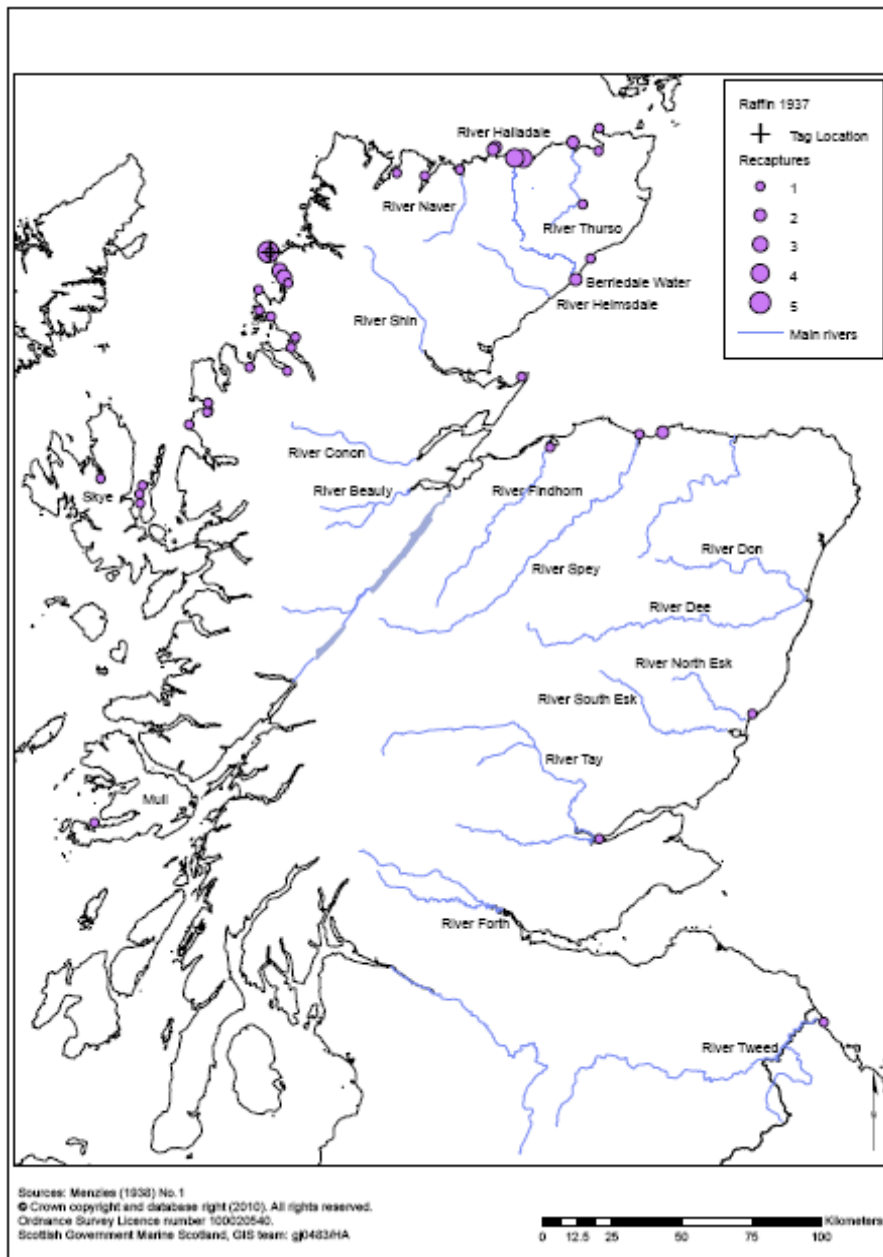 Raffin 1937
Tag Location
Recaptures
1
2
3
4
5
Main rivers
River Halladale
River Naver
River Thurso
Berriedale Water
River Helmsdale
River Shin
River Conon
River Beauly
Skye
River Findhorn
River Spey
River Don
River Dee
River North Esk
River South Esk
River Tay
Mull
River Forth
River Tweed
Sources: Menzies (1938) No.1
© Crown copyright and database right (2010). All rights reserved.
Ordnance Survey Licence number 100020540.
Scottish Government Marine Scotland, GIS team: gj0483/HA
Kilometers
0 12.5 25 50 75 100